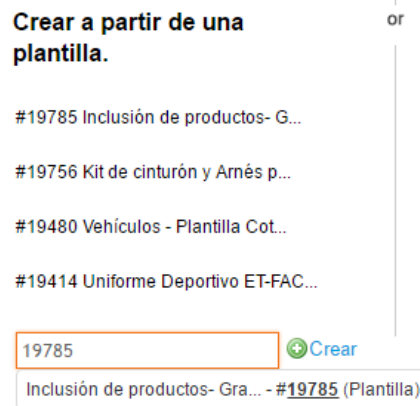 Crear a partir de una
plantilla.
or
#19785 Inclusión de productos- G...
#19756 Kit de cinturón y Arnés p...
#19480 Vehículos - Plantilla Cot...
#19414 Uniforme Deportivo ET-FAC...
19785 Crear
Inclusión de productos- Gra... - #19785 (Plantilla)